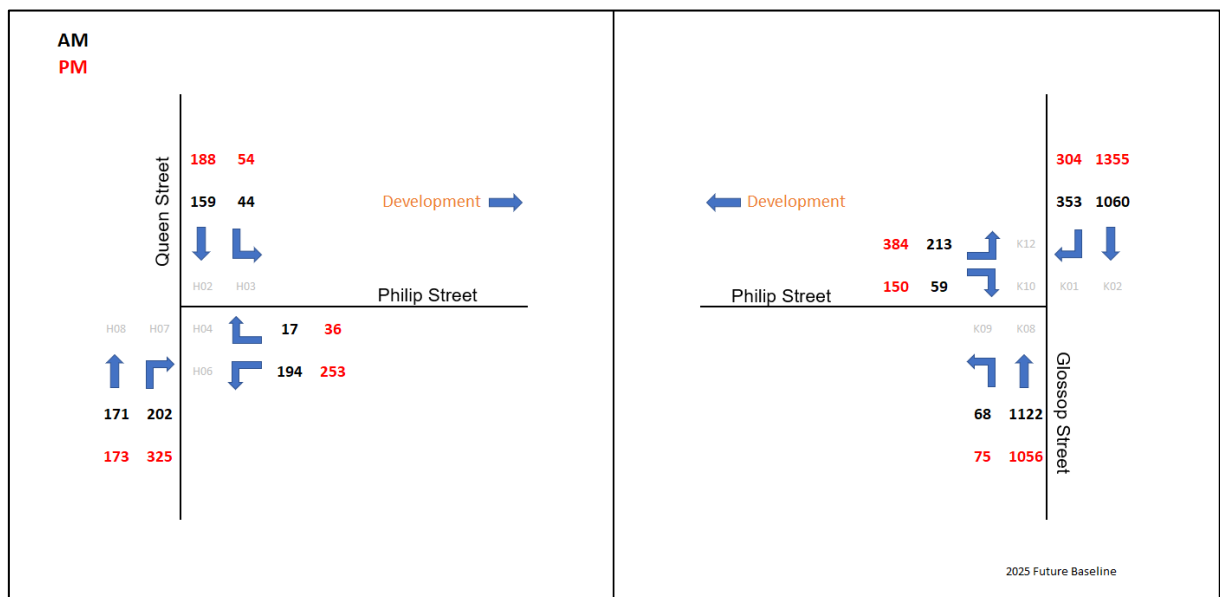 AM
PM
Queen Street
188 54
159 44
Development
H02 H03
Philip Street
H08 H07 H04 17 36
H06 194 253
171 202
173 325
304 1355
Development
353 1060
384 213 K12
150 59 K10 K01 K02
Philip Street
K09 K08
Glossop Street
68 1122
75 1056
2025 Future Baseline